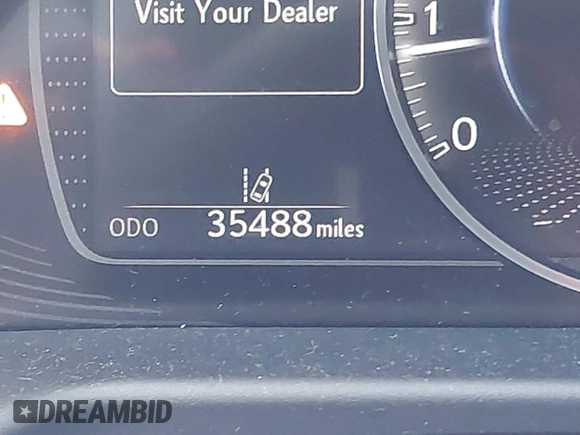 Visit Your Dealer
1
0
ODO 35488 miles
DREAMBID